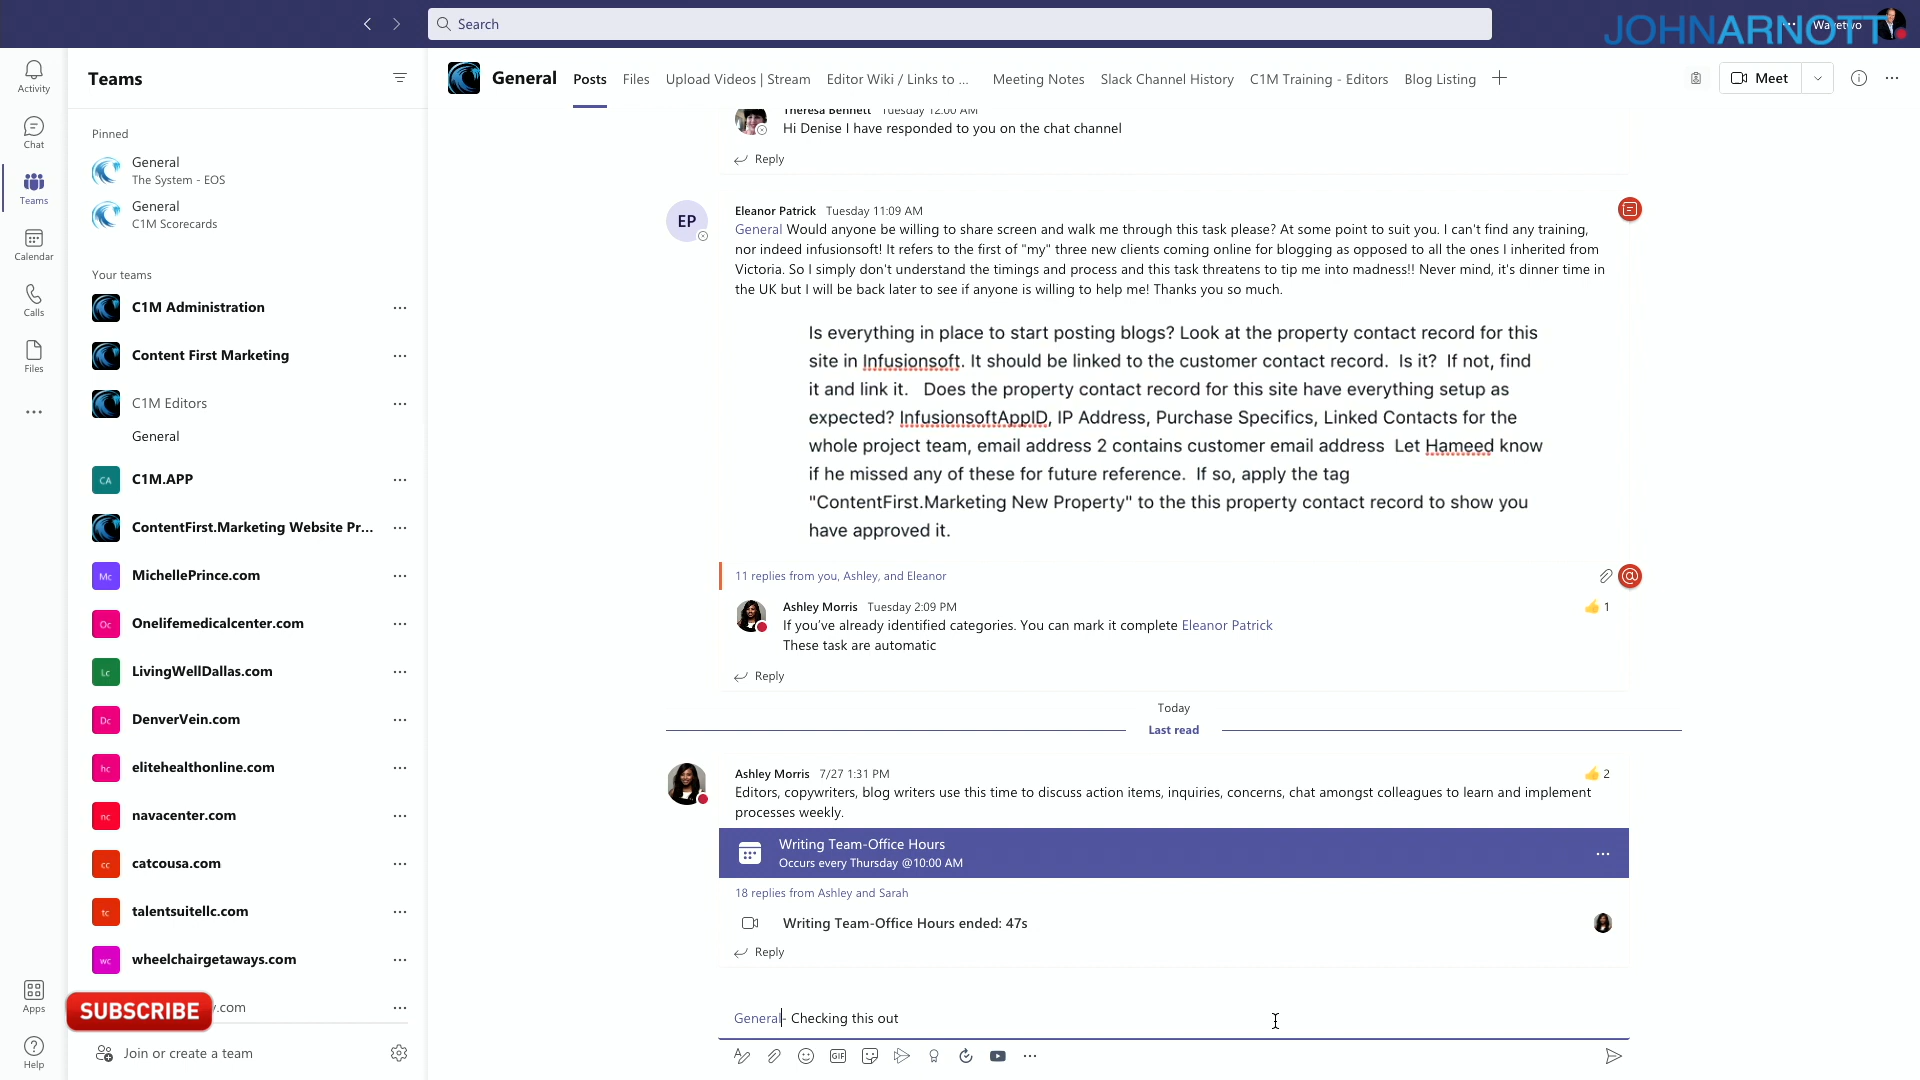 Search
JOHNARNOTT
Wavetwo
Activity
Chat
Teams
Calendar
Calls
Files
Apps
Help
Teams
Pinned
General
The System - EOS
General
C1M Scorecards
Your teams
C1M Administration
Content First Marketing
C1M Editors
General
CA
C1M.APP
ContentFirst.Marketing Website Pr...
Mc
MichellePrince.com
Oc
Onelifemedicalcenter.com
Lc
LivingWellDallas.com
Dc
DenverVein.com
hc
elitehealthonline.com
nc
navacenter.com
cc
catcousa.com
tc
talentsuitellc.com
wc
wheelchairgetaways.com
SUBSCRIBE
.com
Join or create a team
General
Posts
Files
Upload Videos | Stream
Editor Wiki / Links to ...
Meeting Notes
Slack Channel History
C1M Training - Editors
Blog Listing
Meet
Theresa Bennett Tuesday 12:00 AM
Hi Denise I have responded to you on the chat channel
Reply
EP
Eleanor Patrick Tuesday 11:09 AM
General Would anyone be willing to share screen and walk me through this task please? At some point to suit you. I can't find any training,
nor indeed infusionsoft! It refers to the first of "my" three new clients coming online for blogging as opposed to all the ones I inherited from
Victoria. So I simply don't understand the timings and process and this task threatens to tip me into madness!! Never mind, it's dinner time in
the UK but I will be back later to see if anyone is willing to help me! Thanks you so much.
Is everything in place to start posting blogs? Look at the property contact record for this
site in Infusionsoft. It should be linked to the customer contact record. Is it? If not, find
it and link it. Does the property contact record for this site have everything setup as
expected? InfusionsoftAppID, IP Address, Purchase Specifics, Linked Contacts for the
whole project team, email address 2 contains customer email address Let Hameed know
if he missed any of these for future reference. If so, apply the tag
"ContentFirst.Marketing New Property" to the this property contact record to show you
have approved it.
11 replies from you, Ashley, and Eleanor
Ashley Morris Tuesday 2:09 PM
1
If you've already identified categories. You can mark it complete Eleanor Patrick
These task are automatic
Reply
Today
Last read
Ashley Morris 7/27 1:31 PM
2
Editors, copywriters, blog writers use this time to discuss action items, inquiries, concerns, chat amongst colleagues to learn and implement
processes weekly.
Writing Team-Office Hours
Occurs every Thursday @10:00 AM
18 replies from Ashley and Sarah
Writing Team-Office Hours ended: 47s
Reply
General- Checking this out
GIF